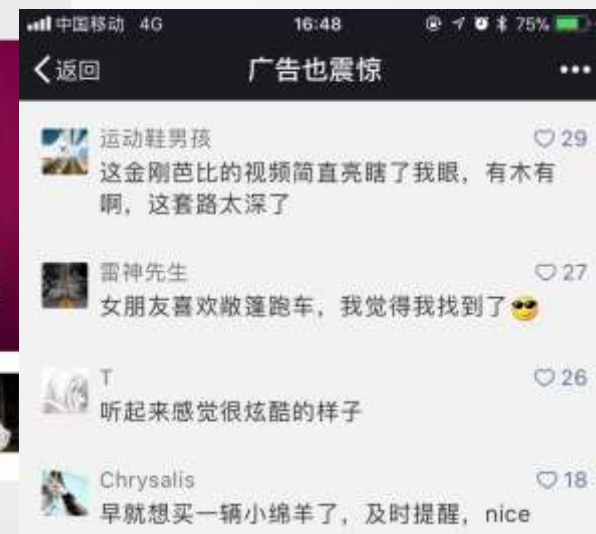 中国移动 4G 16:48 75%
返回 广告也震惊
运动鞋男孩 29
这金刚芭比的视频简直亮瞎了我眼，有木有
啊，这套路太深了
雷神先生 27
女朋友喜欢敞篷跑车，我觉得我找到了😎
T 26
听起来感觉很炫酷的样子
Chrysalis 18
早就想买一辆小绵羊了，及时提醒，nice